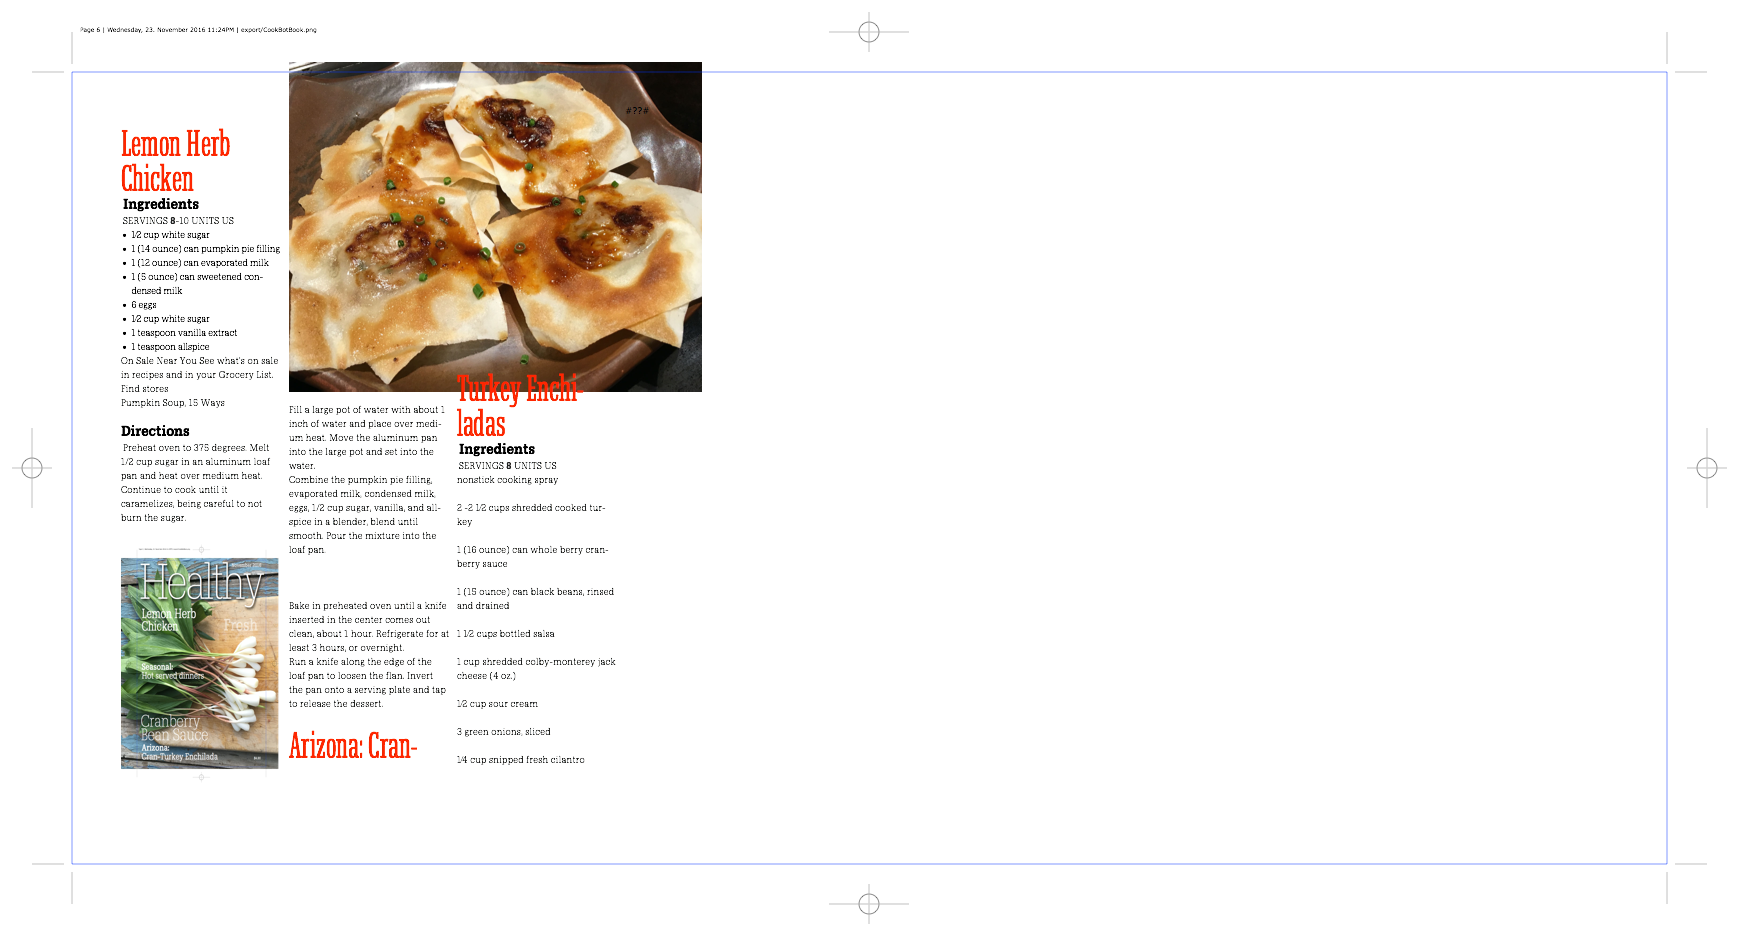 Page 6 | Wednesday, 23. November 2016 11:24PM | export/CookBotBook.png
#??#
Lemon Herb
Chicken
Ingredients
SERVINGS 8-10 UNITS US
• 1⁄2 cup white sugar
• 1 (14 ounce) can pumpkin pie filling
• 1 (12 ounce) can evaporated milk
• 1 (5 ounce) can sweetened con-
densed milk
• 6 eggs
• 1⁄2 cup white sugar
• 1 teaspoon vanilla extract
• 1 teaspoon allspice
On Sale Near You See what's on sale
in recipes and in your Grocery List.
Find stores
Pumpkin Soup, 15 Ways
Directions
Preheat oven to 375 degrees. Melt
1/2 cup sugar in an aluminum loaf
pan and heat over medium heat.
Continue to cook until it
caramelizes, being careful to not
burn the sugar.
Healthy
Lemon Herb
Chicken
Fresh
Seasonal:
Hot served dinners
Cranberry
Bean Sauce
Arizona:
Cran-Turkey Enchilada
Fill a large pot of water with about 1
inch of water and place over medi-
um heat. Move the aluminum pan
into the large pot and set into the
water.
Combine the pumpkin pie filling,
evaporated milk, condensed milk,
eggs, 1/2 cup sugar, vanilla, and all-
spice in a blender, blend until
smooth. Pour the mixture into the
loaf pan.
Bake in preheated oven until a knife
inserted in the center comes out
clean, about 1 hour. Refrigerate for at
least 3 hours, or overnight.
Run a knife along the edge of the
loaf pan to loosen the flan. Invert
the pan onto a serving plate and tap
to release the dessert.
Arizona: Cran-
Turkey Enchi-
ladas
Ingredients
SERVINGS 8 UNITS US
nonstick cooking spray
2 -2 1⁄2 cups shredded cooked tur-
key
1 (16 ounce) can whole berry cran-
berry sauce
1 (15 ounce) can black beans, rinsed
and drained
1 1⁄2 cups bottled salsa
1 cup shredded colby-monterey jack
cheese (4 oz.)
1⁄2 cup sour cream
3 green onions, sliced
1⁄4 cup snipped fresh cilantro